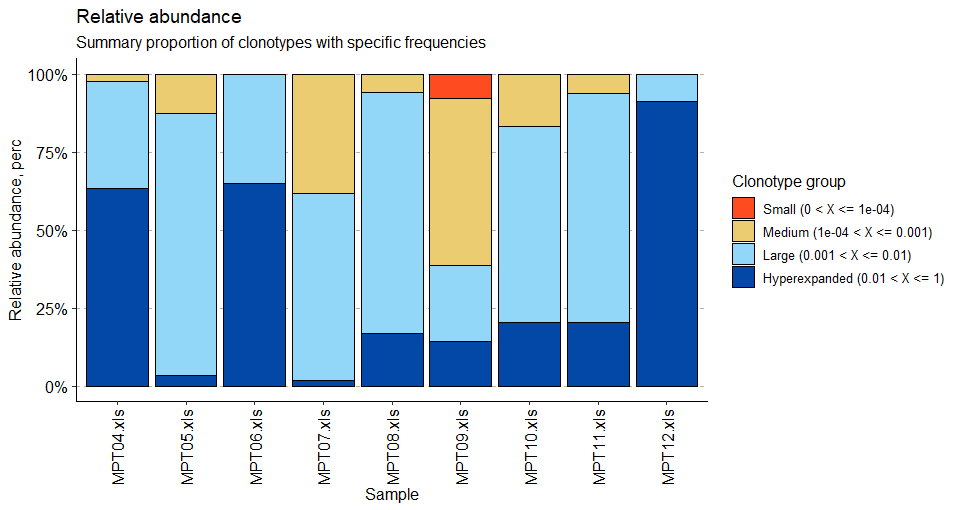 Relative abundance
Summary proportion of clonotypes with specific frequencies
Relative abundance, perc
100%
75%
50%
25%
0%
MPT04.xls
MPT05.xls
MPT06.xls
MPT07.xls
MPT08.xls
MPT09.xls
MPT10.xls
MPT11.xls
MPT12.xls
Sample
Clonotype group
Small (0 < X <= 1e-04)
Medium (1e-04 < X <= 0.001)
Large (0.001 < X <= 0.01)
Hyperexpanded (0.01 < X <= 1)